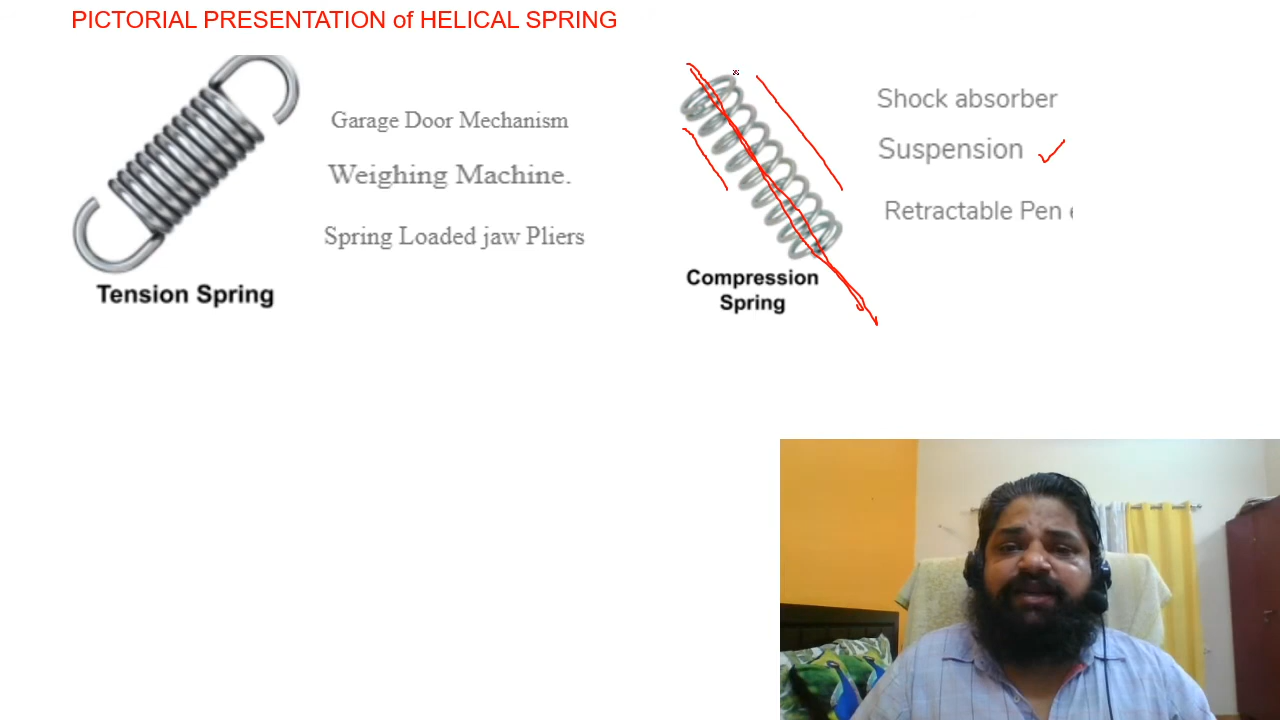 PICTORIAL PRESENTATION of HELICAL SPRING
Garage Door Mechanism
Weighing Machine.
Spring Loaded jaw Pliers
Tension Spring
Shock absorber
Suspension
Retractable Pen
Compression
Spring